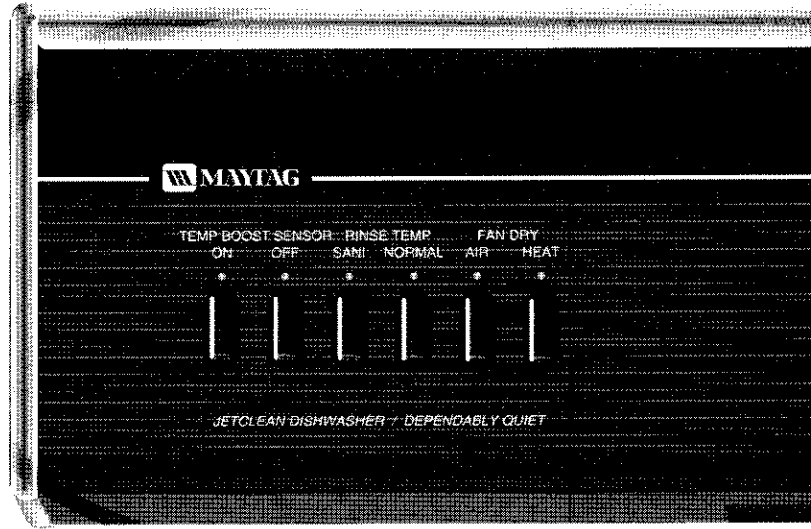 MAYTAG
TEMP BOOST SENSOR RINSE TEMP FAN DRY
ON OFF SANI NORMAL AIR HEAT
JETCLEAN DISHWASHER / DEPENDABLY QUIET